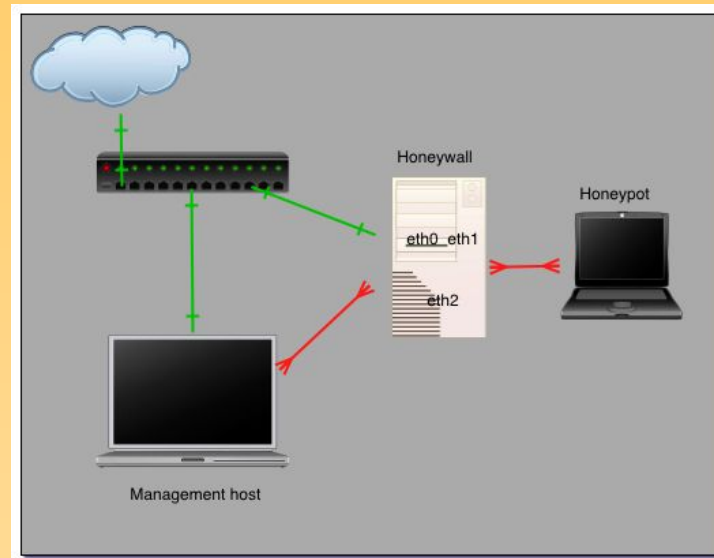 Honeywall
Honeypot
eth0 eth1
eth2
Management host